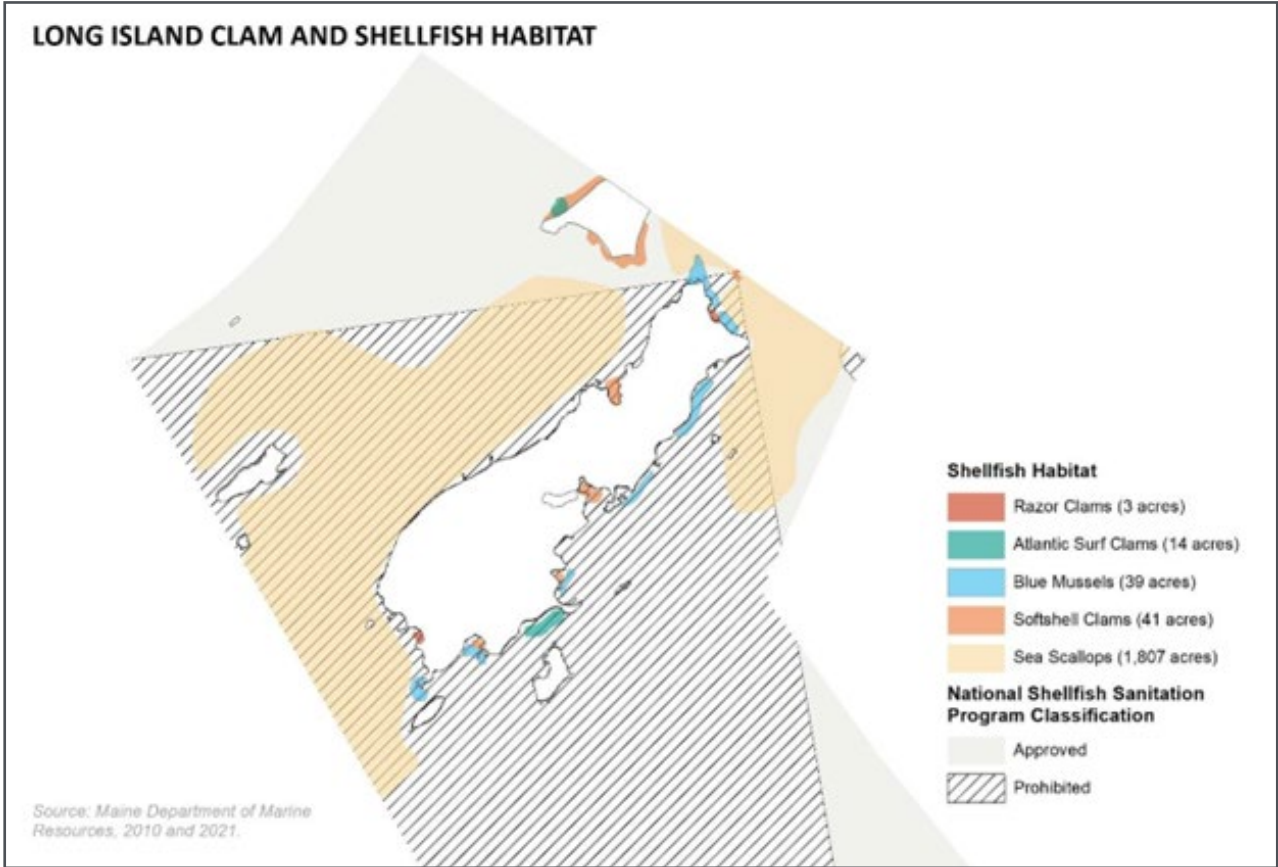 LONG ISLAND CLAM AND SHELLFISH HABITAT
Shellfish Habitat
Razor Clams (3 acres)
Atlantic Surf Clams (14 acres)
Blue Mussels (39 acres)
Softshell Clams (41 acres)
Sea Scallops (1,807 acres)
National Shellfish Sanitation
Program Classification
Approved
Prohibited
Source: Maine Department of Marine
Resources, 2010 and 2021.